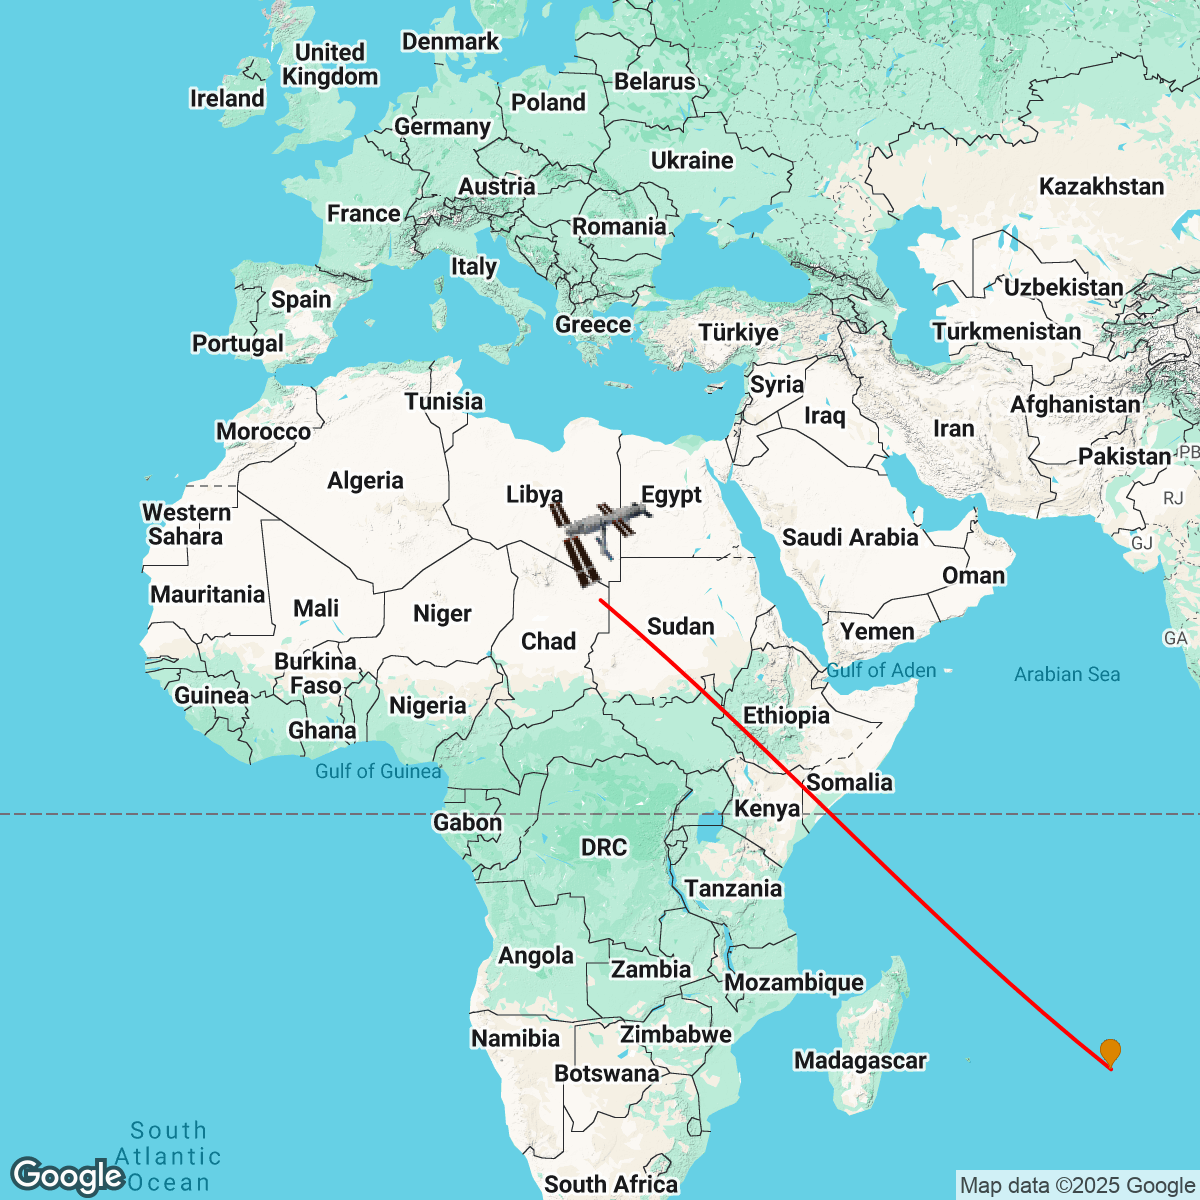 Denmark
United
Kingdom
Belarus
Ireland
Poland
Germany
Ukraine
Austria
Kazakhstan
France
Romania
Italy
Uzbekistan
Spain
Greece
Türkiye
Turkmenistan
Portugal
Syria
Tunisia
Afghanistan
Iraq
Morocco
Iran
Pakistan
PB
Algeria
Libya
Egypt
RJ
Western
Sahara
Saudi Arabia
GJ
Oman
Mauritania
Mali
Niger
Chad
Sudan
Yemen
GA
Burkina
Faso
Gulf of Aden
Arabian Sea
Guinea
Nigeria
Ethiopia
Ghana
Gulf of Guinea
Somalia
Kenya
Gabon
DRC
Tanzania
Angola
Zambia
Mozambique
Namibia
Zimbabwe
Madagascar
Botswana
South
Atlantic
Ocean
South Africa
Google
Map data ©2025 Google